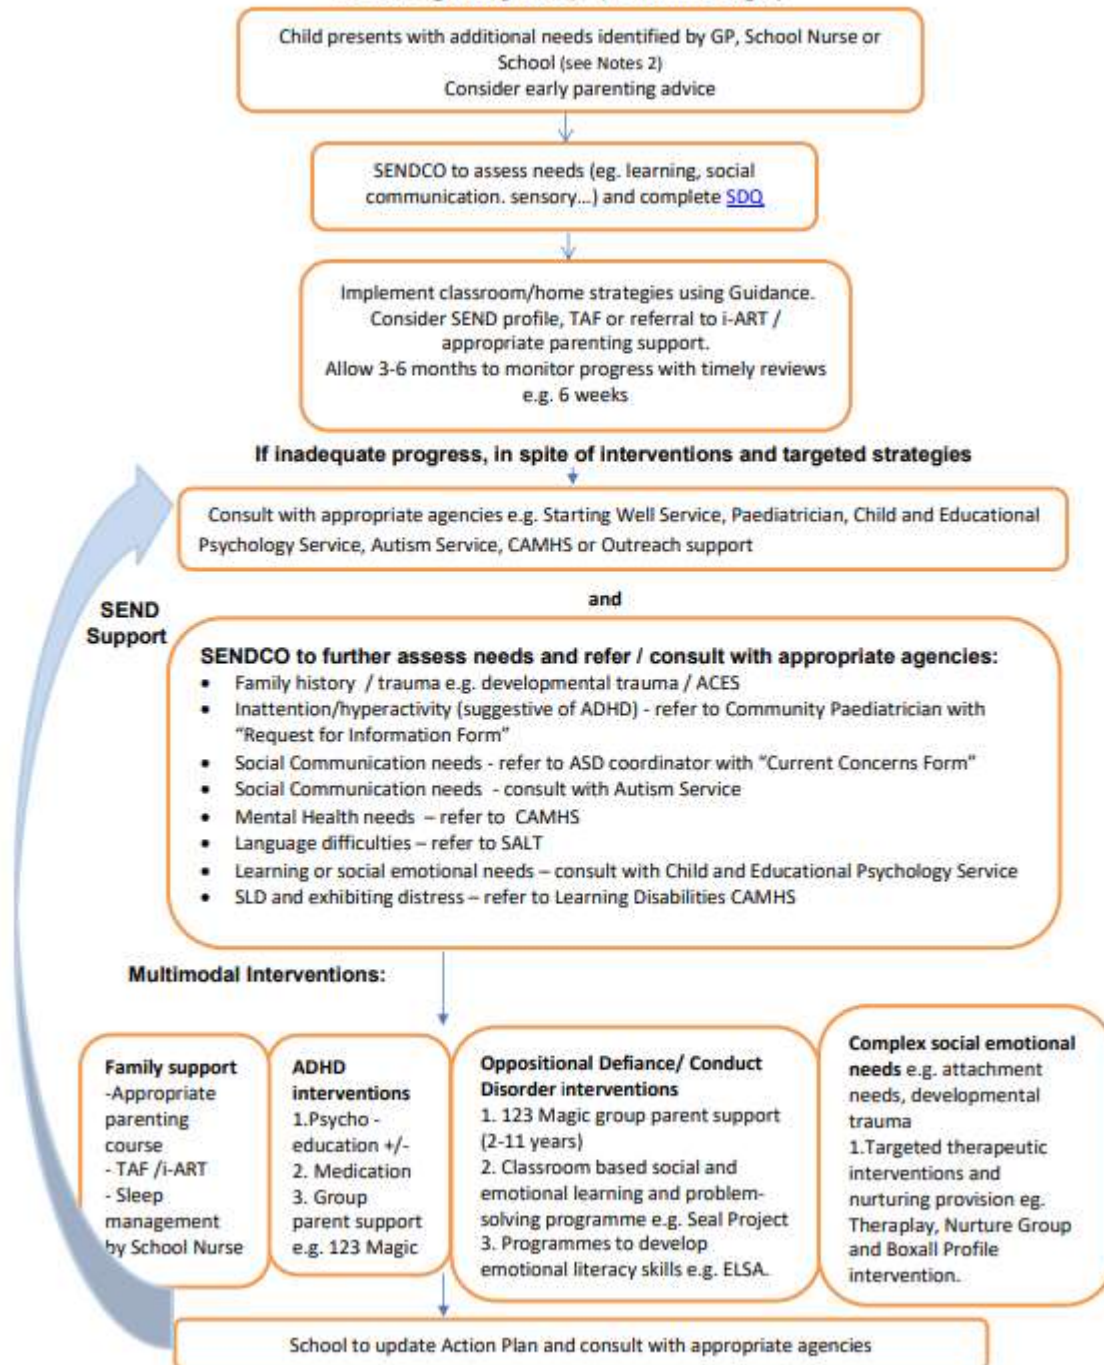 Child presents with additional needs identified by GP, School Nurse or
School (see Notes 2)
Consider early parenting advice
SENDCO to assess needs (eg. learning, social
communication. sensory...) and complete SDQ
Implement classroom/home strategies using Guidance.
Consider SEND profile, TAF or referral to i-ART /
appropriate parenting support.
Allow 3-6 months to monitor progress with timely reviews
e.g. 6 weeks
If inadequate progress, in spite of interventions and targeted strategies
Consult with appropriate agencies e.g. Starting Well Service, Paediatrician, Child and Educational
Psychology Service, Autism Service, CAMHS or Outreach support
and
SEND
Support
SENDCO to further assess needs and refer / consult with appropriate agencies:
• Family history / trauma e.g. developmental trauma / ACES
• Inattention/hyperactivity (suggestive of ADHD) - refer to Community Paediatrician with
“Request for Information Form”
• Social Communication needs - refer to ASD coordinator with “Current Concerns Form”
• Social Communication needs - consult with Autism Service
• Mental Health needs – refer to CAMHS
• Language difficulties – refer to SALT
• Learning or social emotional needs – consult with Child and Educational Psychology Service
• SLD and exhibiting distress – refer to Learning Disabilities CAMHS
Multimodal Interventions:
Family support
-Appropriate
parenting
course
- TAF /i-ART
- Sleep
management
by School Nurse
ADHD
interventions
1.Psycho -
education +/-
2. Medication
3. Group
parent support
e.g. 123 Magic
Oppositional Defiance/ Conduct
Disorder interventions
1. 123 Magic group parent support
(2-11 years)
2. Classroom based social and
emotional learning and problem-
solving programme e.g. Seal Project
3. Programmes to develop
emotional literacy skills e.g. ELSA.
Complex social emotional
needs e.g. attachment
needs, developmental
trauma
1.Targeted therapeutic
interventions and
nurturing provision eg.
Theraplay, Nurture Group
and Boxall Profile
intervention.
School to update Action Plan and consult with appropriate agencies